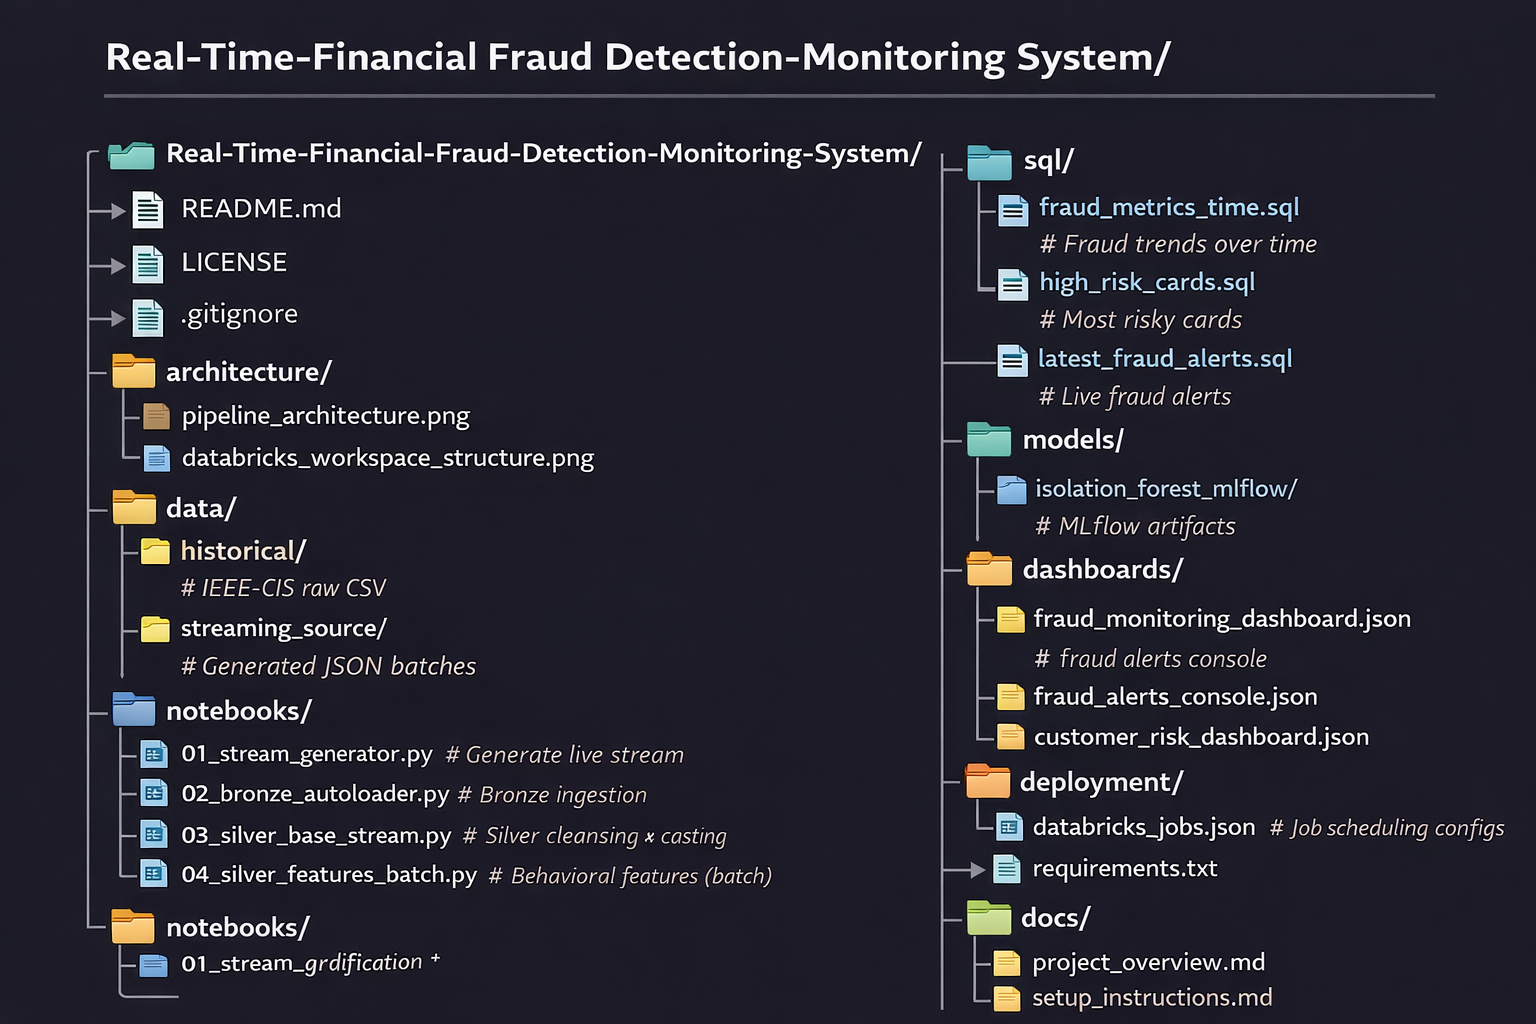 Real-Time-Financial Fraud Detection-Monitoring System/
Real-Time-Financial-Fraud-Detection-Monitoring-System/
README.md
LICENSE
.gitignore
architecture/
pipeline_architecture.png
databricks_workspace_structure.png
data/
historical/
# IEEE-CIS raw CSV
streaming_source/
# Generated JSON batches
notebooks/
01_stream_generator.py # Generate live stream
02_bronze_autoloader.py # Bronze ingestion
03_silver_base_stream.py # Silver cleansing × casting
04_silver_features_batch.py # Behavioral features (batch)
notebooks/
01_stream_grdification +
sql/
fraud_metrics_time.sql
# Fraud trends over time
high_risk_cards.sql
# Most risky cards
latest_fraud_alerts.sql
# Live fraud alerts
models/
isolation_forest_mlflow/
# MLflow artifacts
dashboards/
fraud_monitoring_dashboard.json
# fraud alerts console
fraud_alerts_console.json
customer_risk_dashboard.json
deployment/
databricks_jobs.json # Job scheduling configs
requirements.txt
docs/
project_overview.md
setup_instructions.md